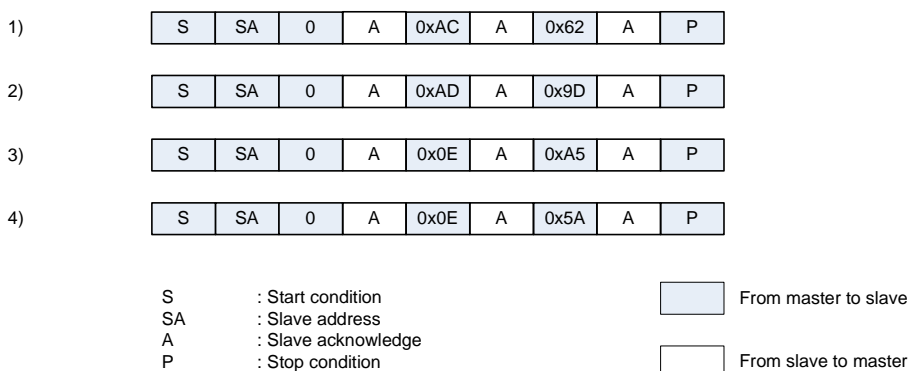 1) S SA 0 A 0xAC A 0x62 A P
2) S SA 0 A 0xAD A 0x9D A P
3) S SA 0 A 0x0E A 0xA5 A P
4) S SA 0 A 0x0E A 0x5A A P
S : Start condition
SA : Slave address
A : Slave acknowledge
P : Stop condition
From master to slave
From slave to master